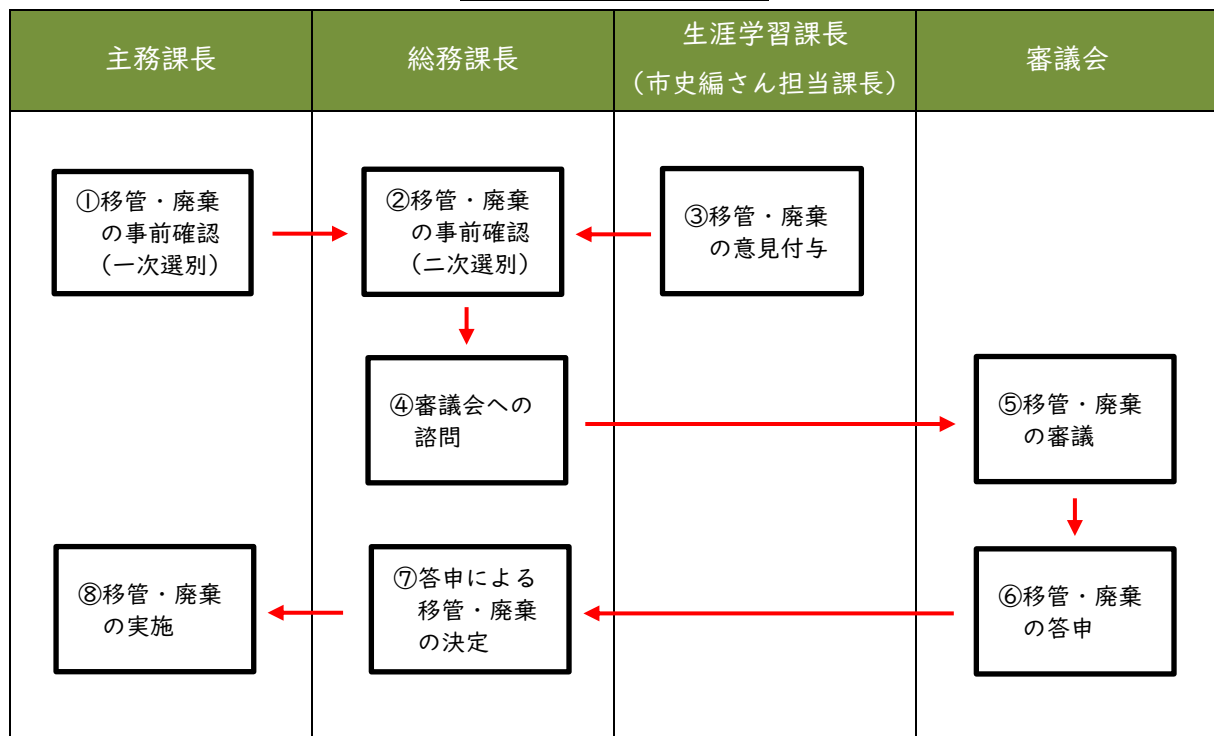 主務課長
総務課長
生涯学習課長
(市史編さん担当課長)
審議会
①移管・廃棄
の事前確認
(一次選別)
②移管・廃棄
の事前確認
(二次選別)
③移管・廃棄
の意見付与
④審議会への
諮問
⑤移管・廃棄
の審議
⑧移管・廃棄
の実施
⑦答申による
移管・廃棄
の決定
⑥移管・廃棄
の答申